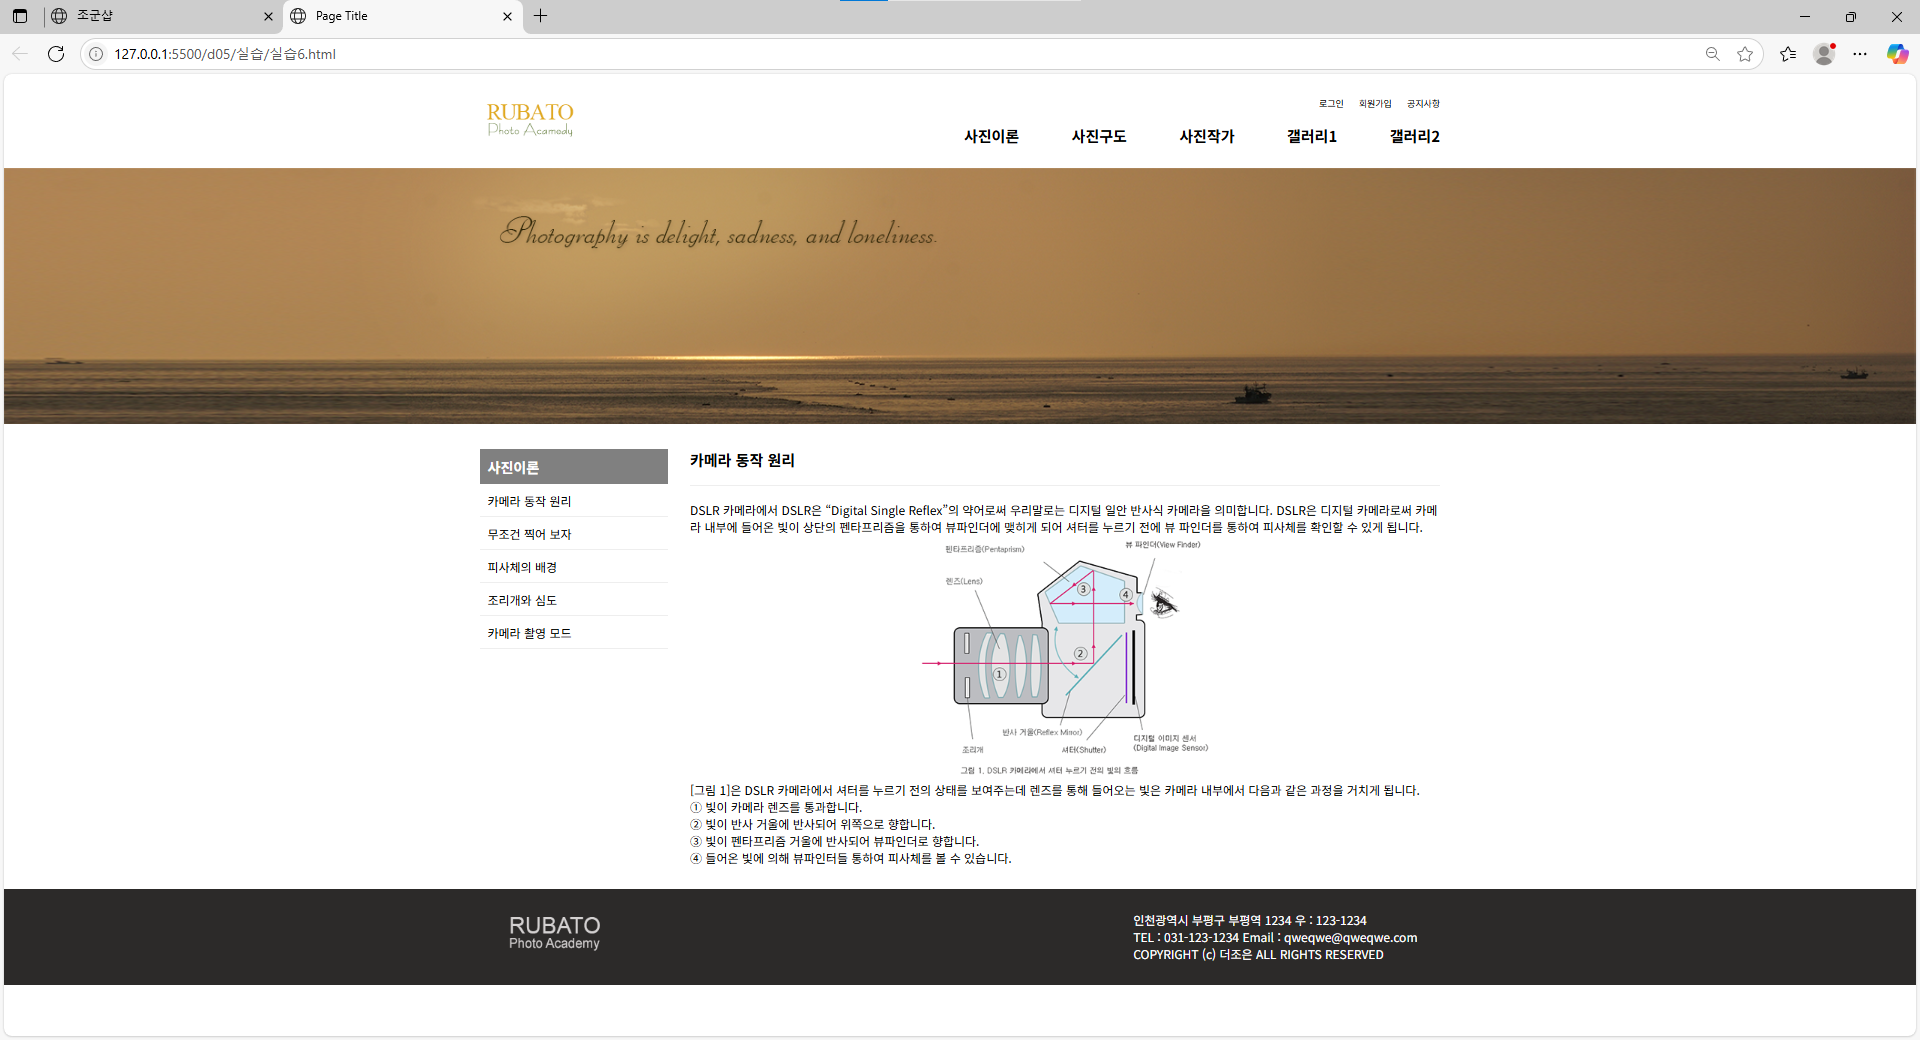 조군샵
Page Title
127.0.0.1:5500/d05/실습/실습6.html
RUBATO
Photo Acamedy
로그인 회원가입 공지사항
사진이론 사진구도 사진작가 갤러리1 갤러리2
Photography is delight, sadness, and loneliness.
사진이론
카메라 동작 원리
무조건 찍어 보자
피사체의 배경
조리개와 심도
카메라 촬영 모드
카메라 동작 원리
DSLR 카메라에서 DSLR은 “Digital Single Reflex”의 약어로써 우리말로는 디지털 일안 반사식 카메라을 의미합니다. DSLR은 디지털 카메라로써 카메
라 내부에 들어온 빛이 상단의 펜타프리즘을 통하여 뷰파인더에 맺히게 되어 셔터를 누르기 전에 뷰 파인더를 통하여 피사체를 확인할 수 있게 됩니다.
펜타프리즘(Pentaprism)
뷰 파인더(View Finder)
렌즈(Lens)
③
④
②
①
반사 거울(Reflex Mirror)
조리개
셔터(Shutter)
디지털 이미지 센서
(Digital Image Sensor)
그림 1. DSLR 카메라에서 셔터 누르기 전의 빛의 흐름
[그림 1]은 DSLR 카메라에서 셔터를 누르기 전의 상태를 보여주는데 렌즈를 통해 들어오는 빛은 카메라 내부에서 다음과 같은 과정을 거치게 됩니다.
① 빛이 카메라 렌즈를 통과합니다.
② 빛이 반사 거울에 반사되어 위쪽으로 향합니다.
③ 빛이 펜타프리즘 거울에 반사되어 뷰파인더로 향합니다.
④ 들어온 빛에 의해 뷰파인터들 통하여 피사체를 볼 수 있습니다.
RUBATO
Photo Academy
인천광역시 부평구 부평역 1234 우 : 123-1234
TEL : 031-123-1234 Email : qweqwe@qweqwe.com
COPYRIGHT (c) 더조은 ALL RIGHTS RESERVED